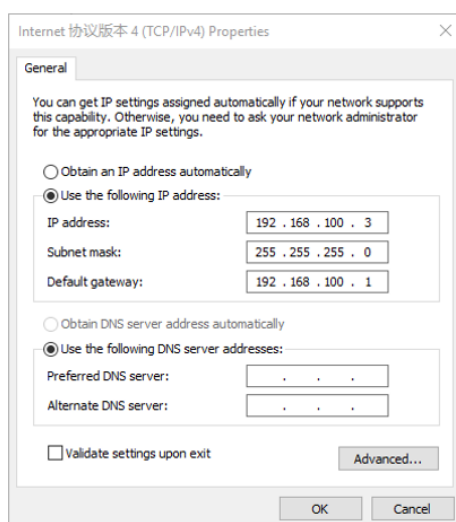 Internet 协议版本 4 (TCP/IPv4) Properties
General
You can get IP settings assigned automatically if your network supports
this capability. Otherwise, you need to ask your network administrator
for the appropriate IP settings.
Obtain an IP address automatically
Use the following IP address:
IP address: 192 . 168 . 100 . 3
Subnet mask: 255 . 255 . 255 . 0
Default gateway: 192 . 168 . 100 . 1
Obtain DNS server address automatically
Use the following DNS server addresses:
Preferred DNS server: . . .
Alternate DNS server: . . .
Validate settings upon exit
Advanced...
OK Cancel